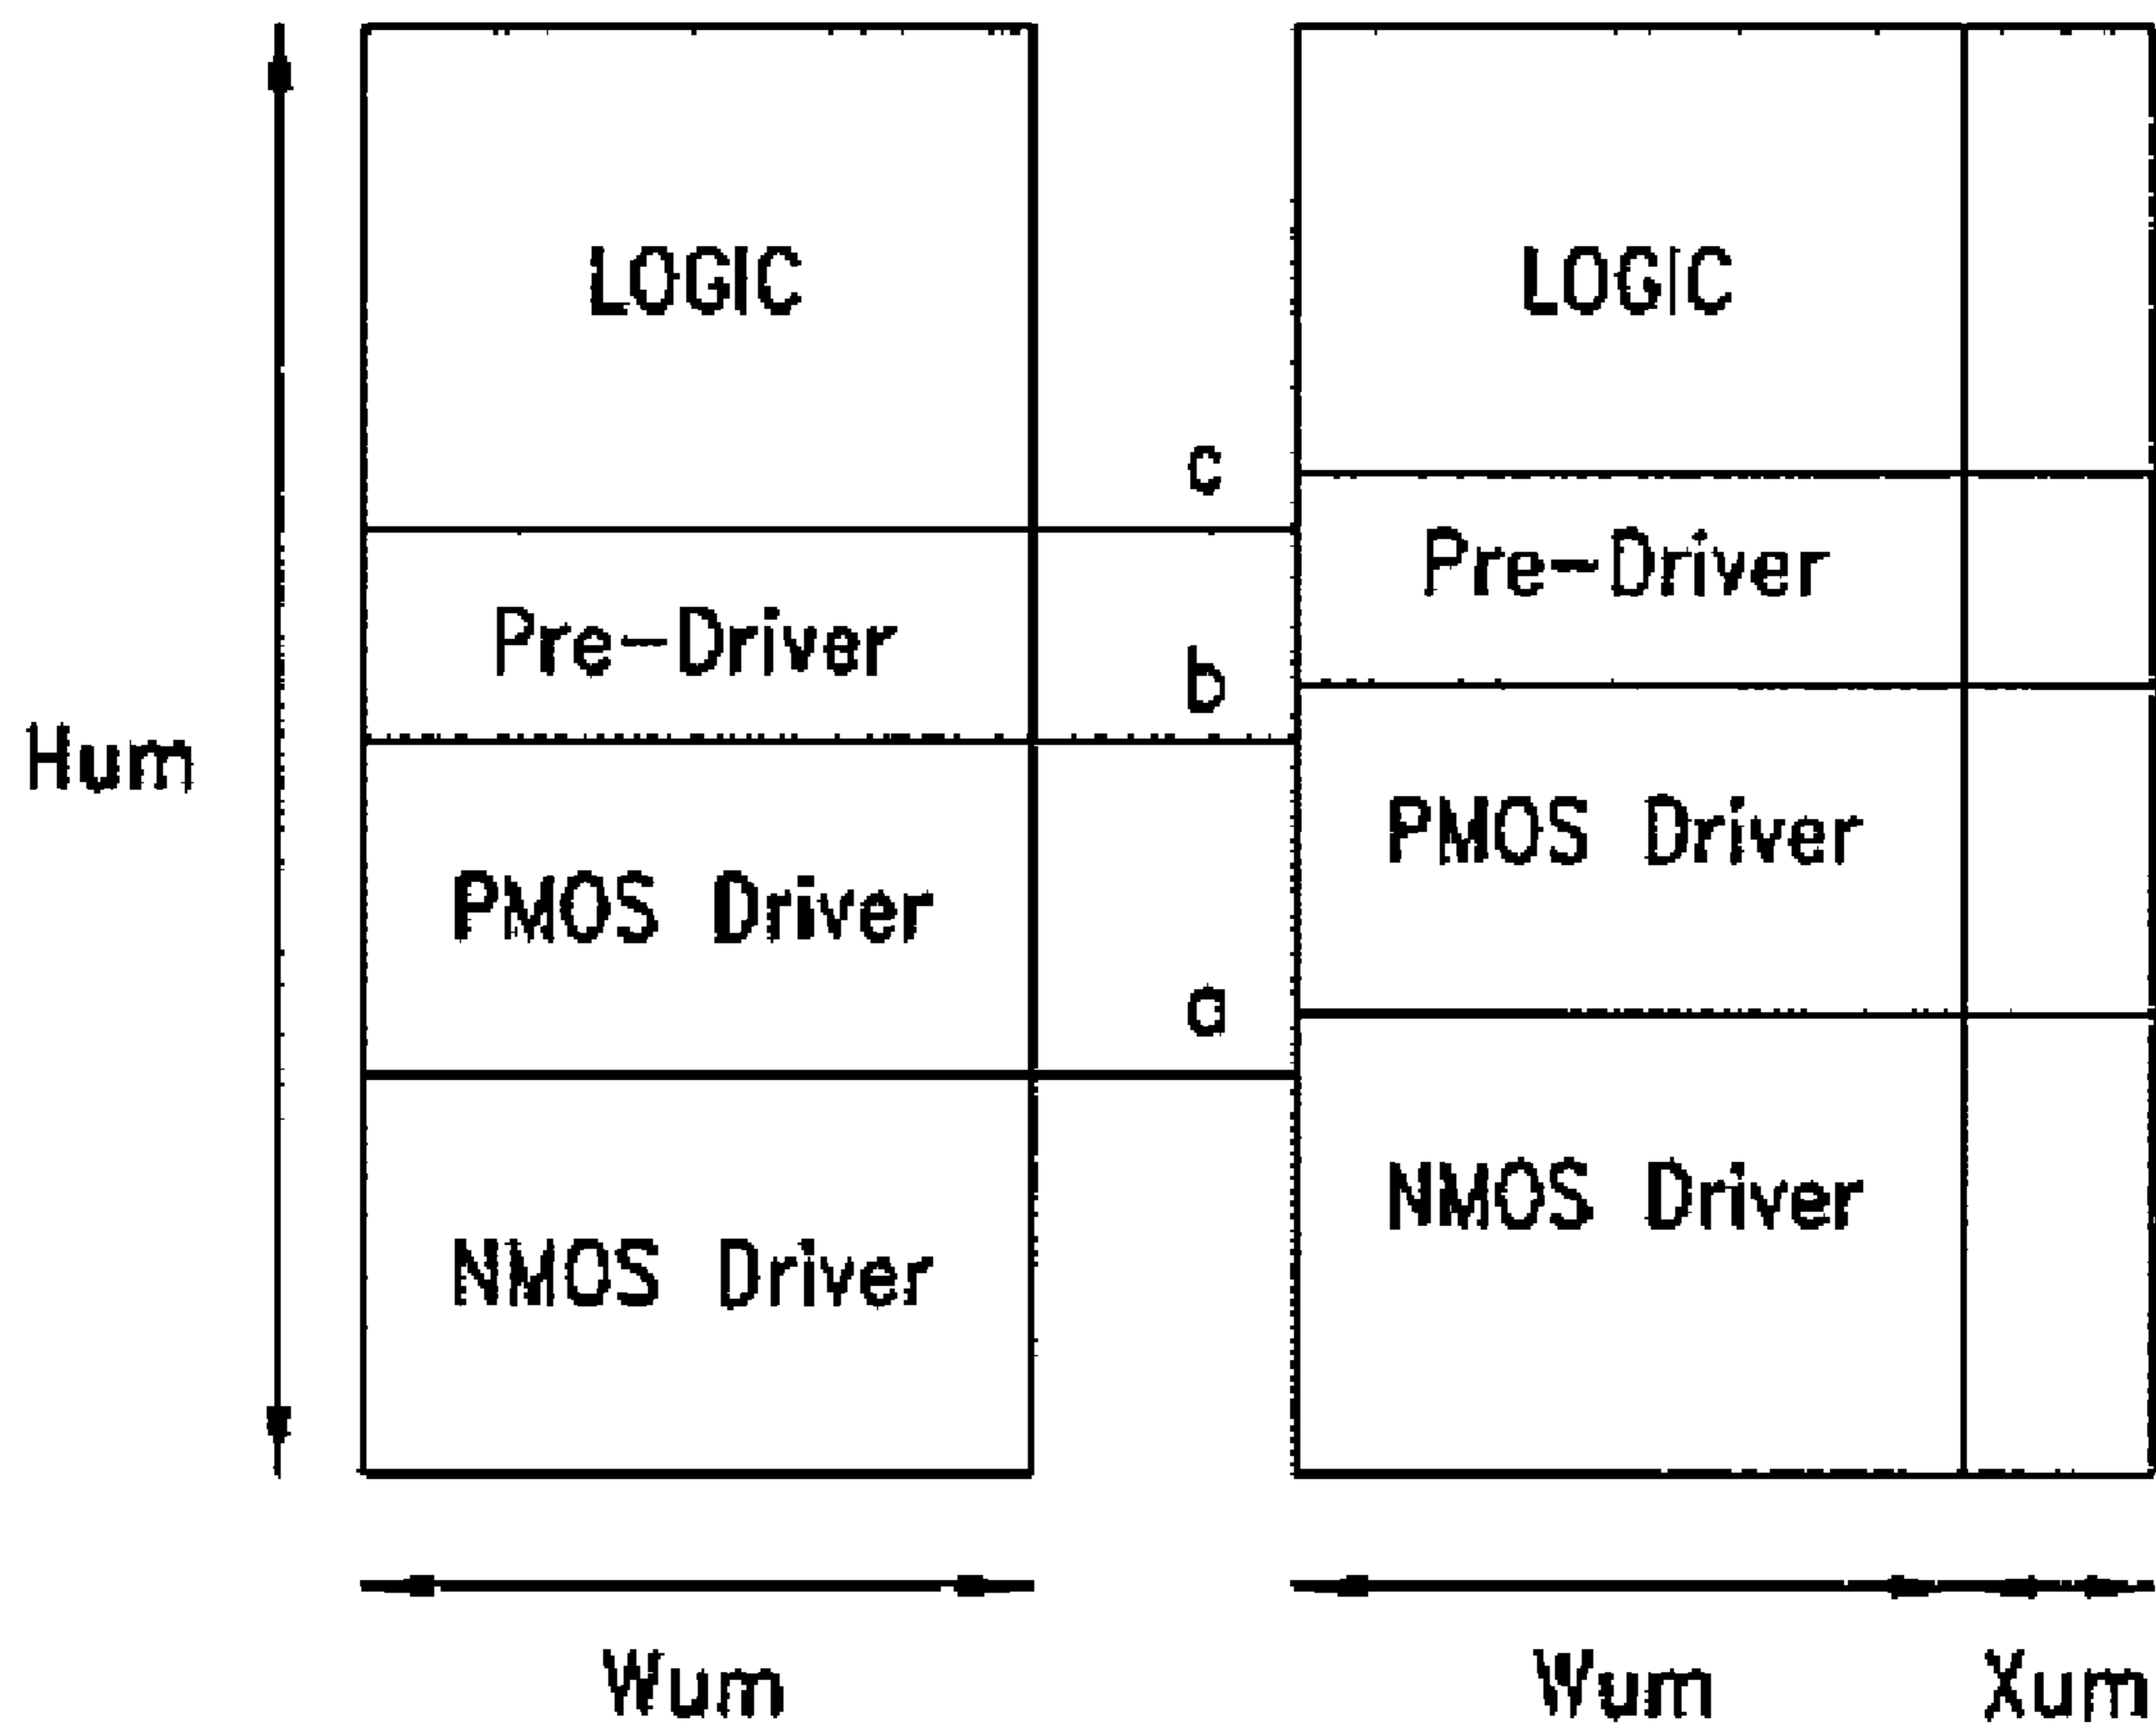 LOGIC LOGIC
c
Pre-Driver Pre-Driver
b
Hum
PMOS Driver PMOS Driver
a
NMOS Driver NMOS Driver
Wum Wum Xum